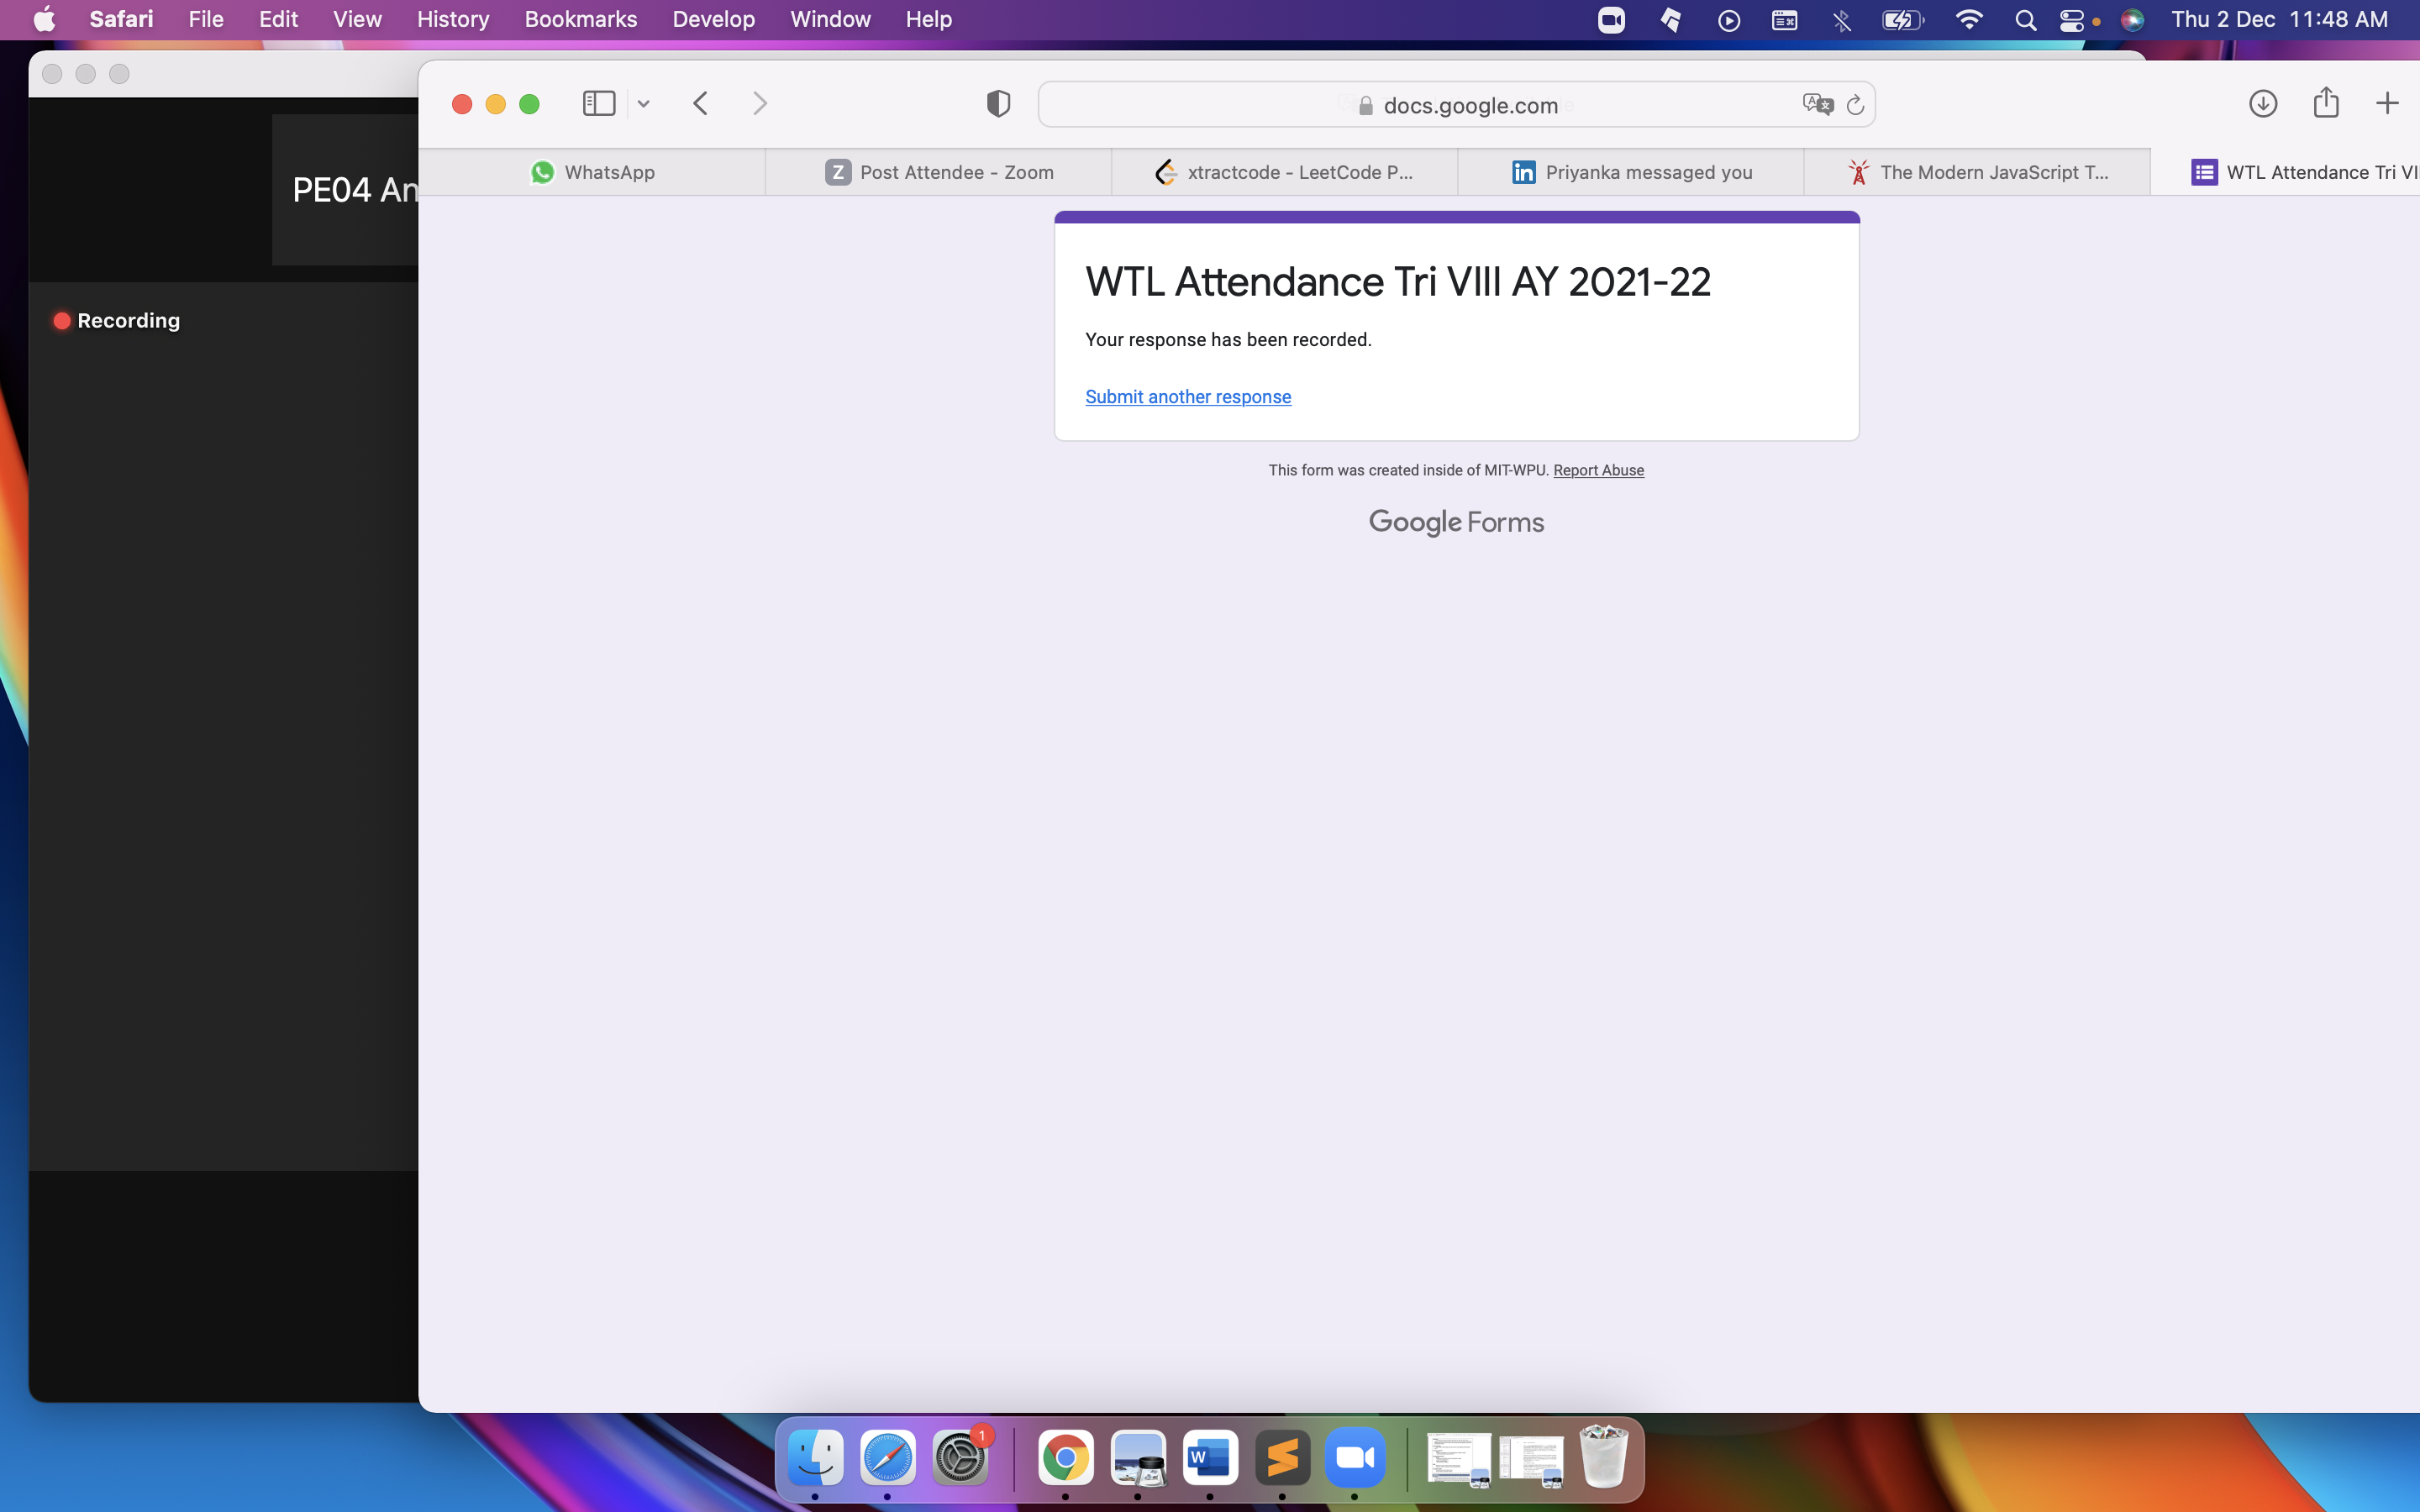 Safari File Edit View History Bookmarks Develop Window Help Thu 2 Dec 11:48 AM
docs.google.com
WhatsApp
Z Post Attendee - Zoom
xtractcode - LeetCode P...
in Priyanka messaged you
The Modern JavaScript T...
WTL Attendance Tri VI
PE04 An
Recording
WTL Attendance Tri VIII AY 2021-22
Your response has been recorded.
Submit another response
This form was created inside of MIT-WPU. Report Abuse
Google Forms
1
W